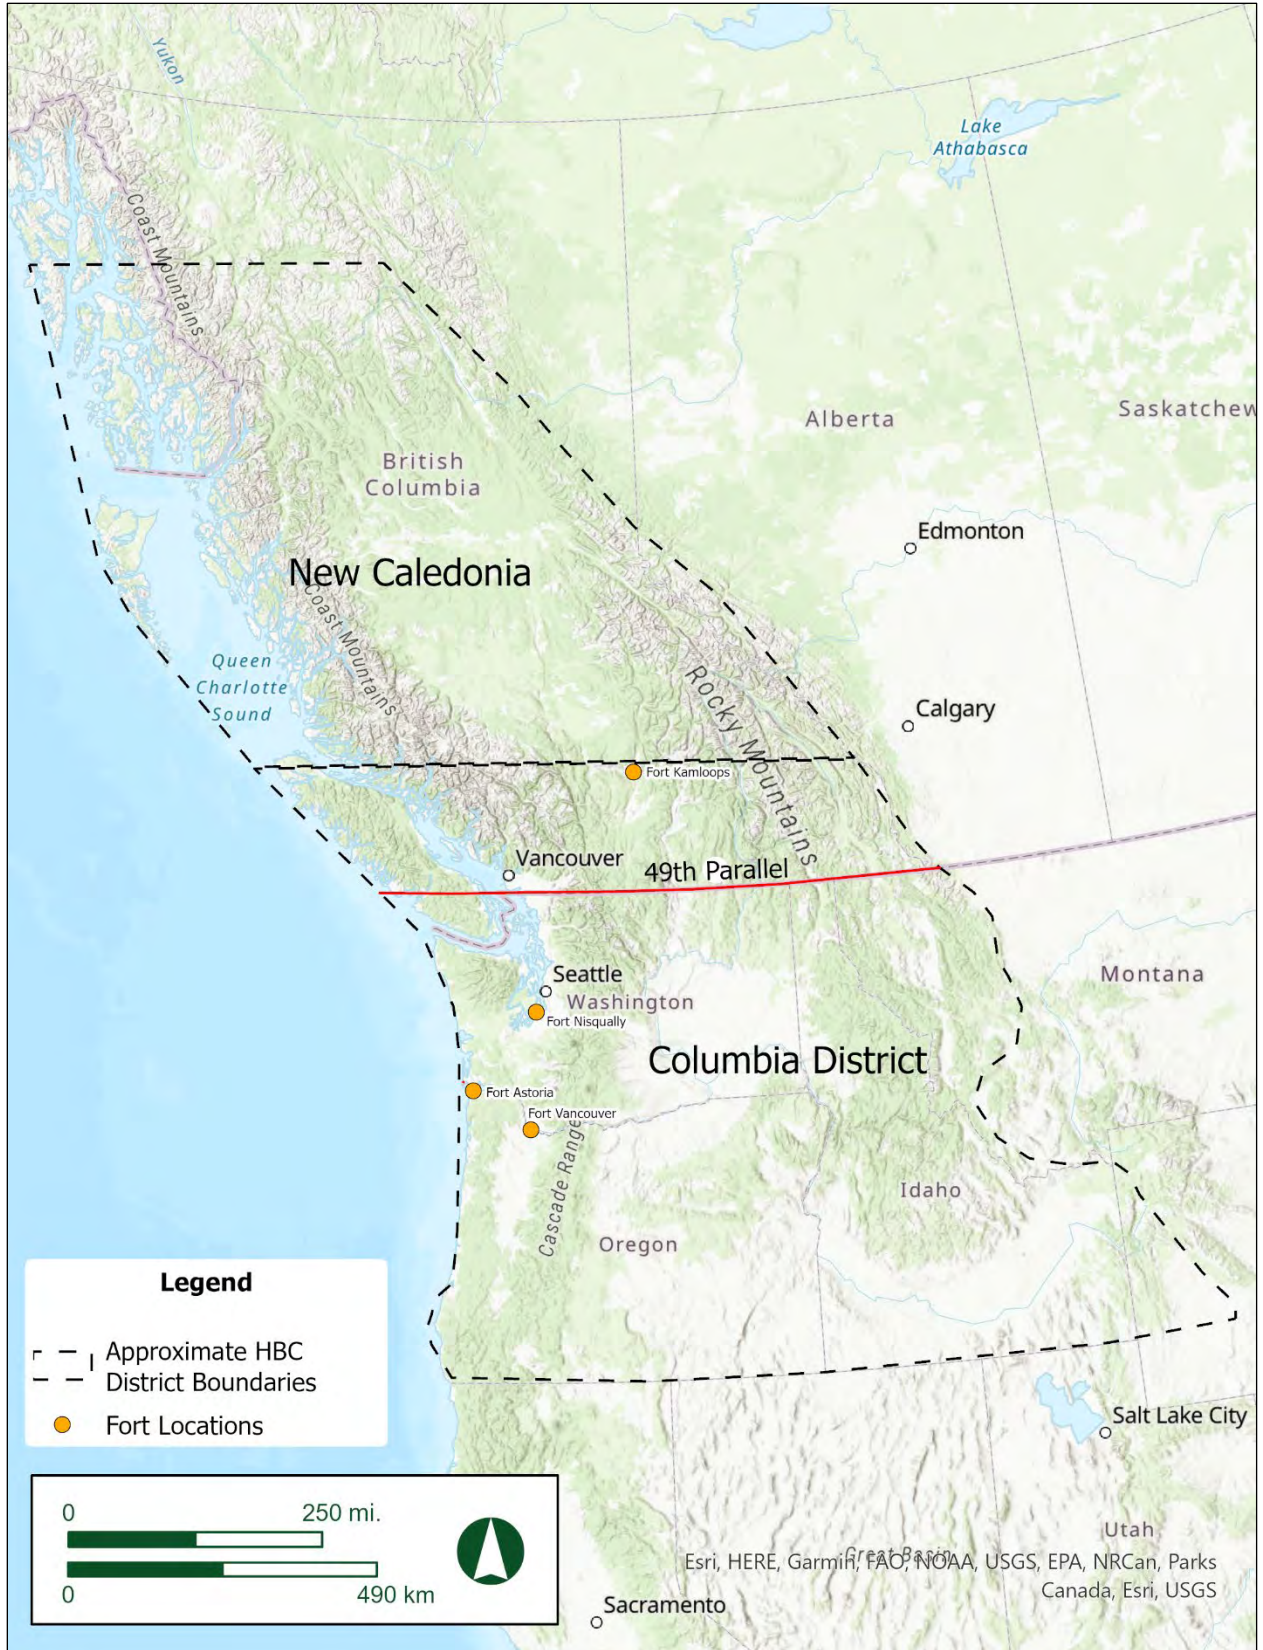 Yukon
Lake
Athabasca
Coast Mountains
Alberta
Saskatchew
British
Columbia
Edmonton
New Caledonia
Coast Mountains
Queen
Charlotte
Sound
Rocky Mountains
Calgary
Fort Kamloops
Vancouver
49th Parallel
Seattle
Washington
Montana
Fort Nisqually
Columbia District
Fort Astoria
Fort Vancouver
Cascade Range
Idaho
Oregon
Legend
Approximate HBC
District Boundaries
Fort Locations
Salt Lake City
0 250 mi.
0 490 km
Utah
Great Basin
Esri, HERE, Garmin, FAO, NOAA, USGS, EPA, NRCan, Parks
Canada, Esri, USGS
Sacramento